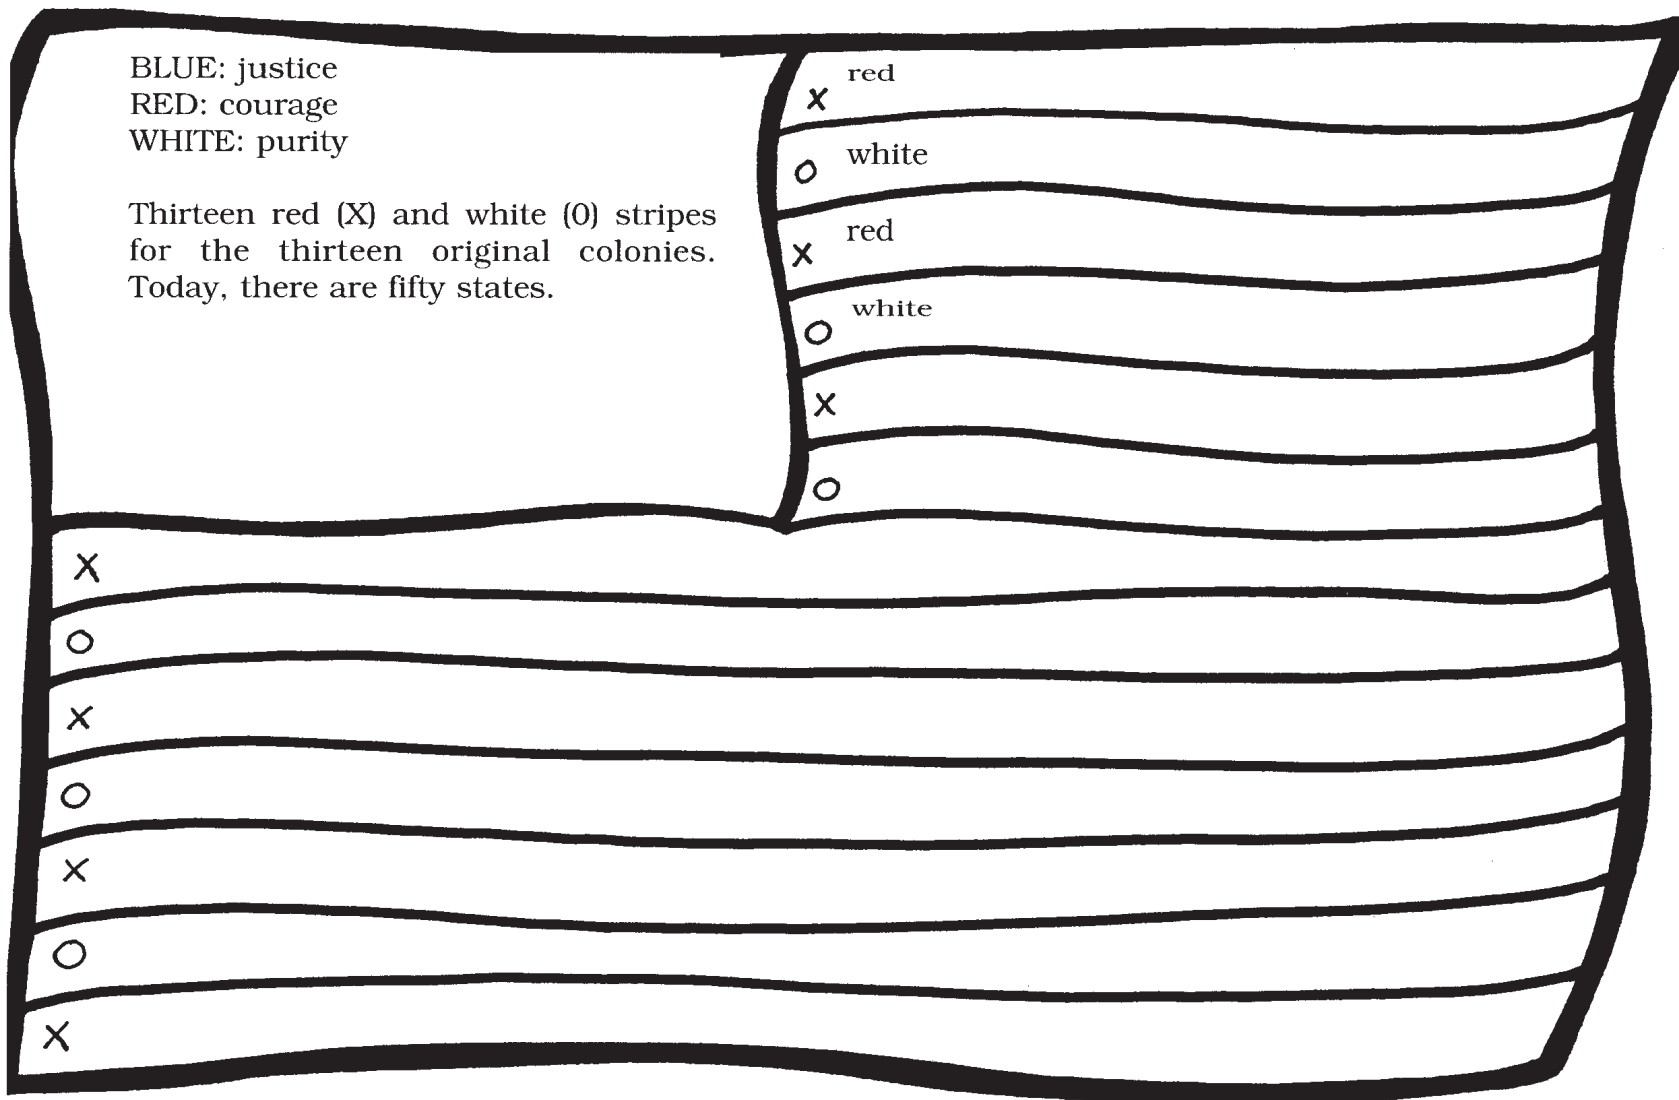 BLUE: justice
RED: courage
WHITE: purity
Thirteen red (X) and white (0) stripes
for the thirteen original colonies.
Today, there are fifty states.
x red
o white
x red
o white
x
o
x
o
x
o
x
o
x